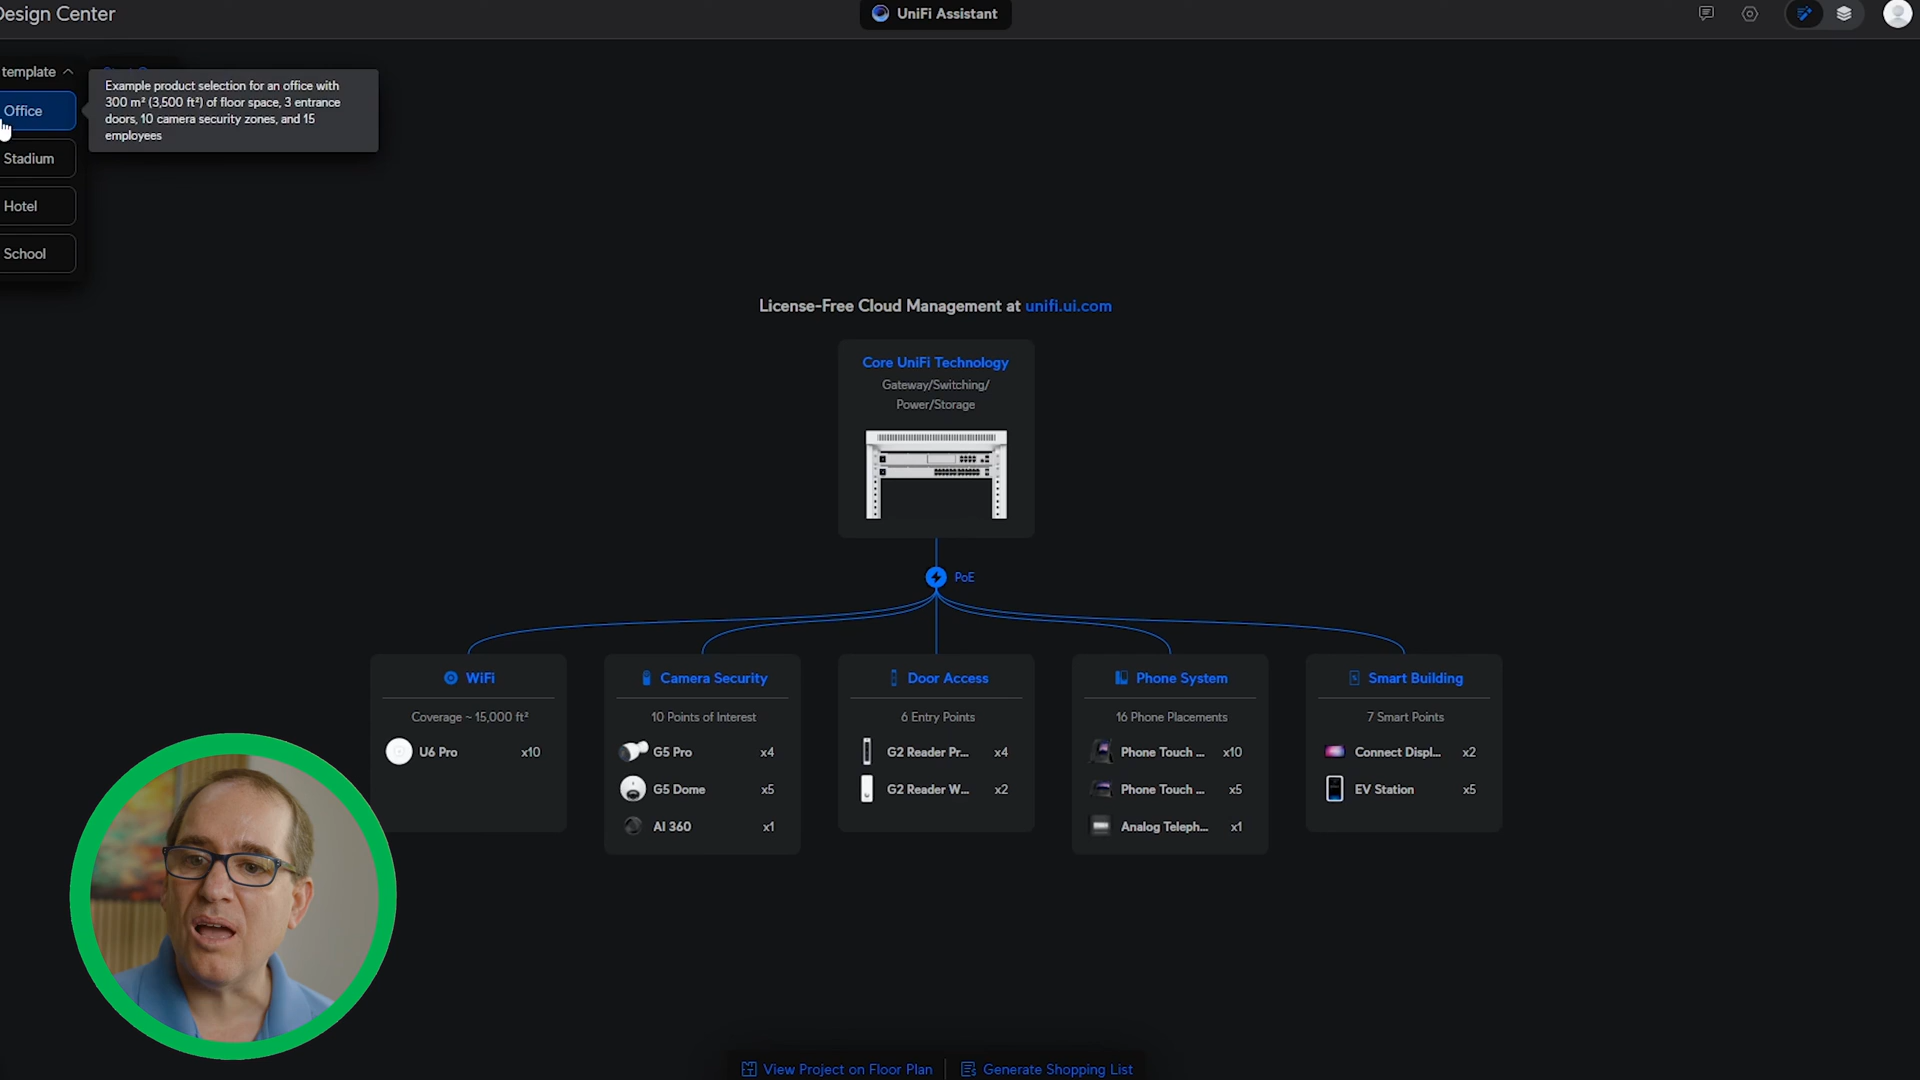 Design Center
UniFi Assistant
template
Office
Stadium
Hotel
School
Example product selection for an office with
300 m² (3,500 ft²) of floor space, 3 entrance
doors, 10 camera security zones, and 15
employees
License-Free Cloud Management at unifi.ui.com
Core UniFi Technology
Gateway/Switching/
Power/Storage
PoE
WiFi
Coverage ~ 15,000 ft²
U6 Pro x10
Camera Security
10 Points of Interest
G5 Pro x4
G5 Dome x5
AI 360 x1
Door Access
6 Entry Points
G2 Reader Pr... x4
G2 Reader W... x2
Phone System
16 Phone Placements
Phone Touch ... x10
Phone Touch ... x5
Analog Teleph... x1
Smart Building
7 Smart Points
Connect Displ... x2
EV Station x5
View Project on Floor Plan
Generate Shopping List